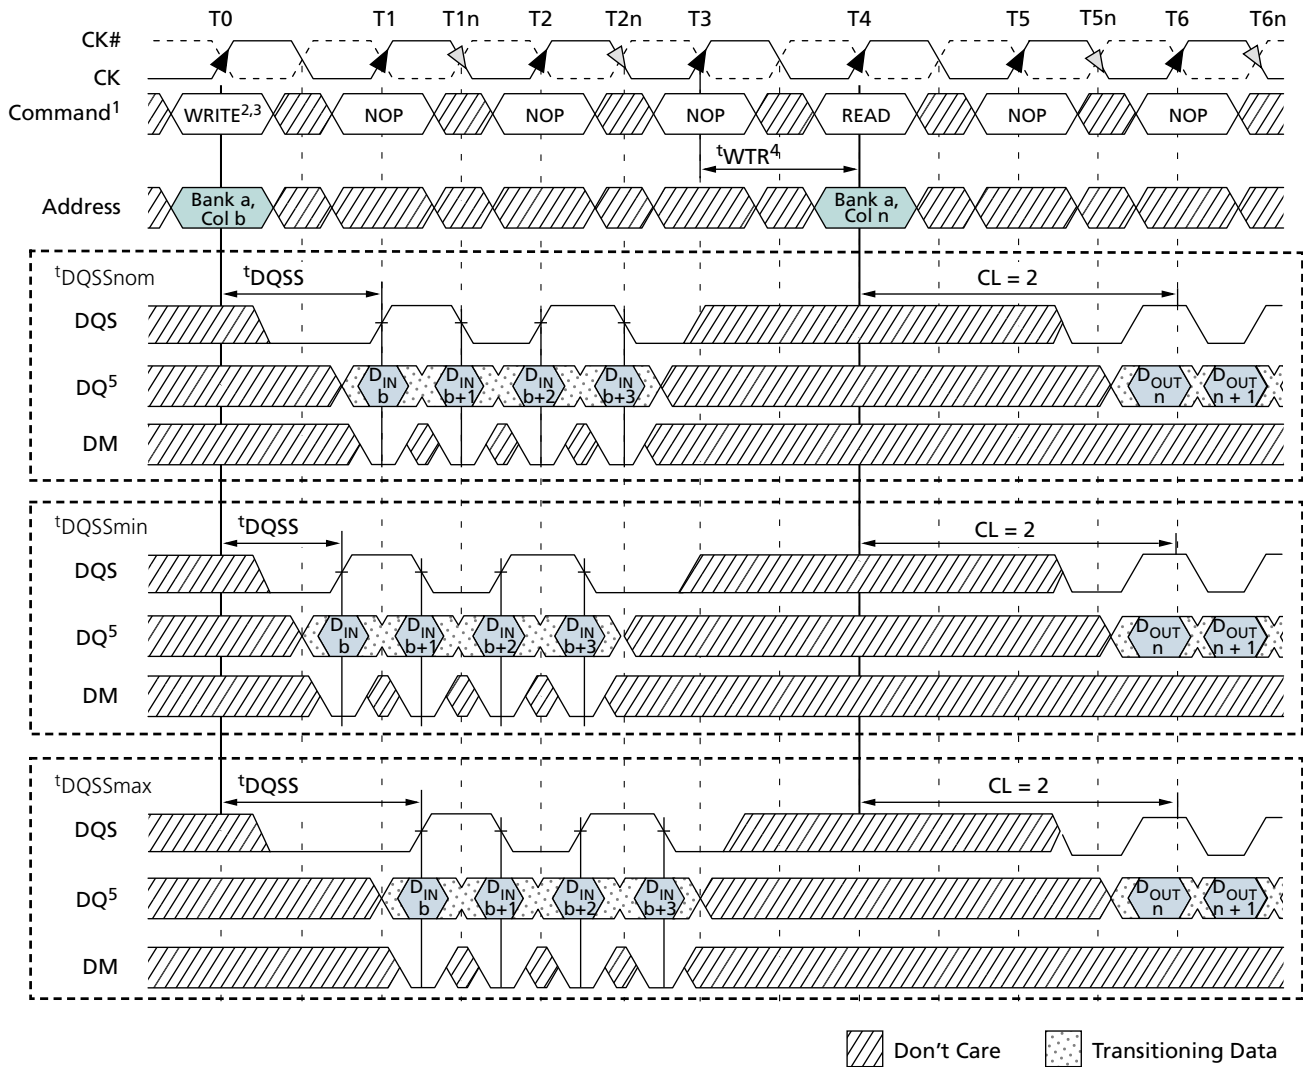 T0 T1 T1n T2 T2n T3 T4 T5 T5n T6 T6n
CK#
CK
Command1 WRITE2,3 NOP NOP NOP READ NOP NOP
tWTR4
Address Bank a, Col b Bank a, Col n
tDQSSnom tDQSS CL = 2
DQS
DQ5 DIN b DIN b+1 DIN b+2 DIN b+3 DOUT n DOUT n + 1
DM
tDQSSmin tDQSS CL = 2
DQS
DQ5 DIN b DIN b+1 DIN b+2 DIN b+3 DOUT n DOUT n + 1
DM
tDQSSmax tDQSS CL = 2
DQS
DQ5 DIN b DIN b+1 DIN b+2 DIN b+3 DOUT n DOUT n + 1
DM
Don't Care Transitioning Data